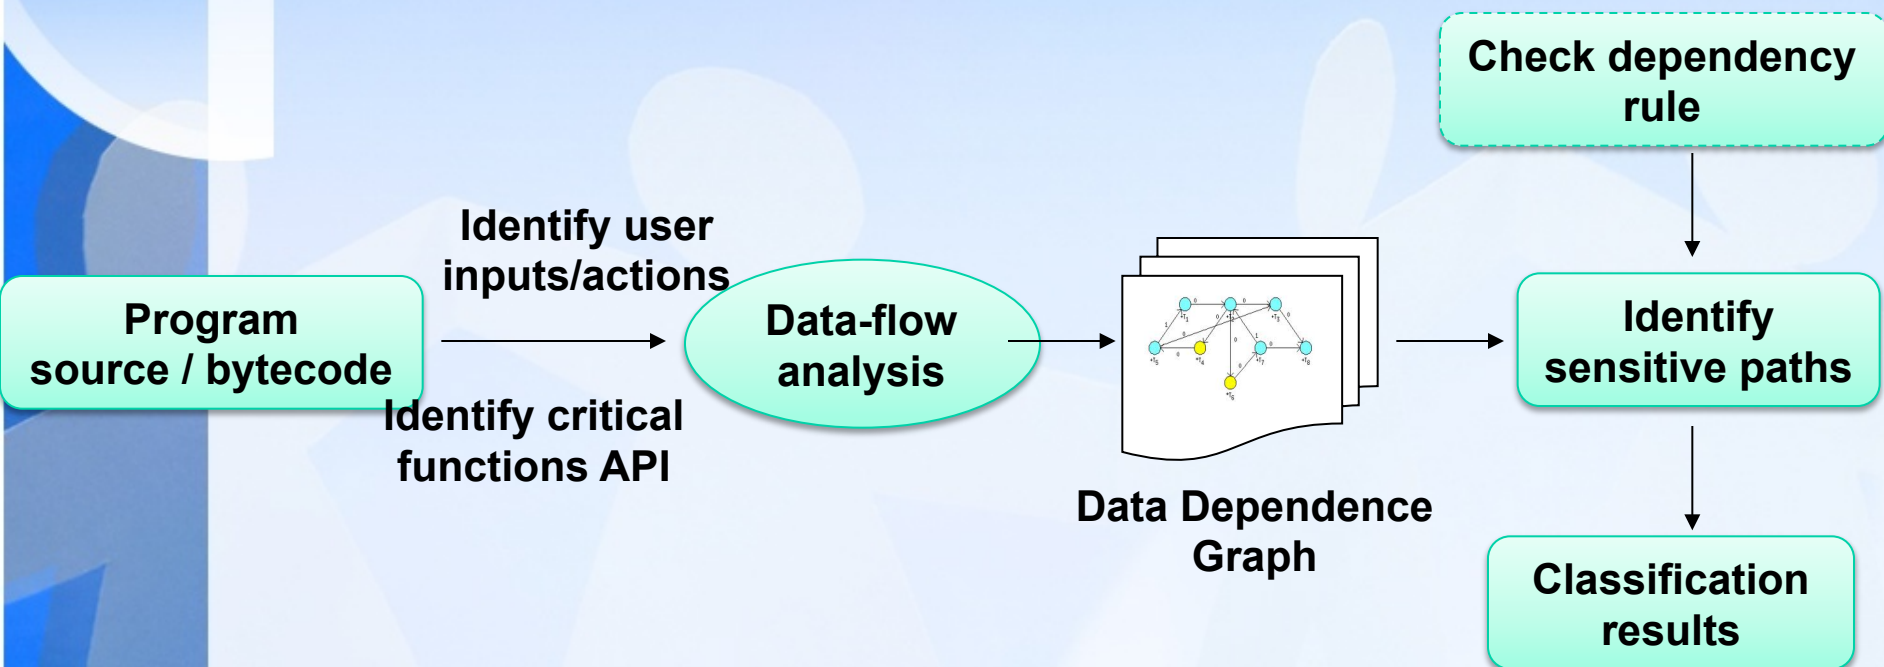 Check dependency
rule
Identify user
inputs/actions
Program
source / bytecode
Data-flow
analysis
Identify
sensitive paths
Identify critical
functions API
Data Dependence
Graph
Classification
results